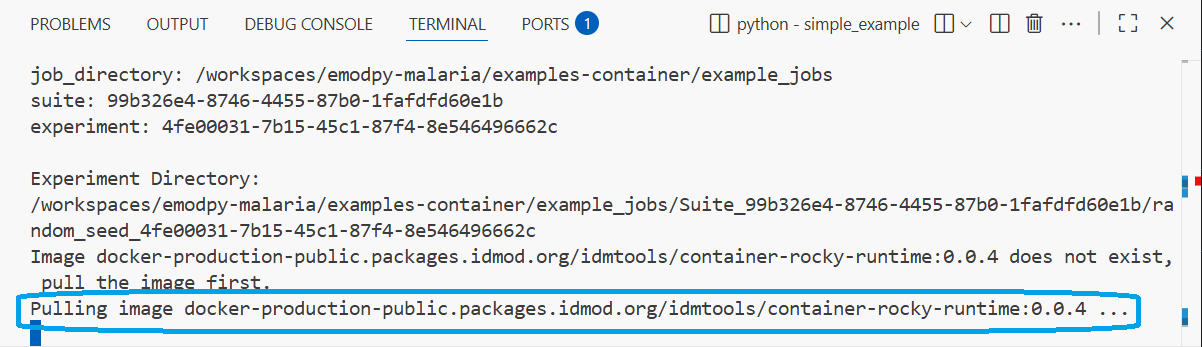 PROBLEMS OUTPUT DEBUG CONSOLE TERMINAL PORTS 1 python - simple_example
job_directory: /workspaces/emodpy-malaria/examples-container/example_jobs
suite: 99b326e4-8746-4455-87b0-1fafdfd60e1b
experiment: 4fe00031-7b15-45c1-87f4-8e546496662c
Experiment Directory:
/workspaces/emodpy-malaria/examples-container/example_jobs/Suite_99b326e4-8746-4455-87b0-1fafdfd60e1b/ra
ndom_seed_4fe00031-7b15-45c1-87f4-8e546496662c
Image docker-production-public.packages.idmod.org/idmtools/container-rocky-runtime:0.0.4 does not exist,
pull the image first.
Pulling image docker-production-public.packages.idmod.org/idmtools/container-rocky-runtime:0.0.4 ...